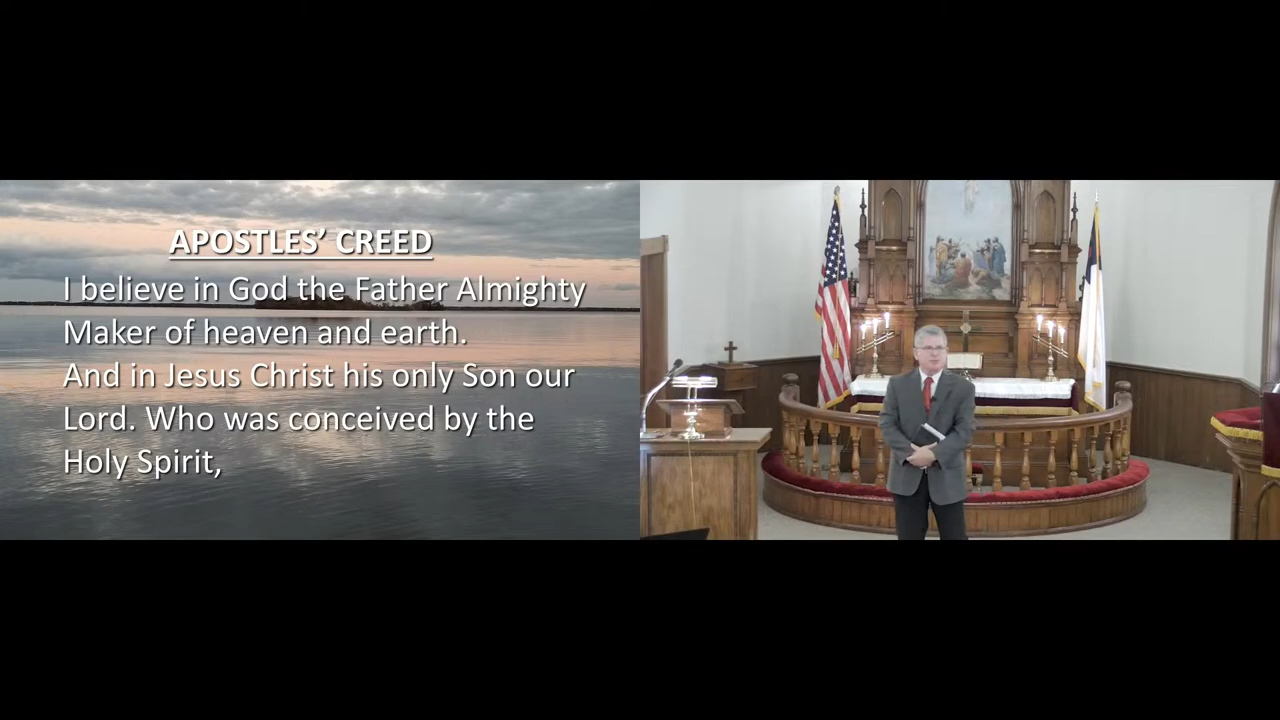 APOSTLES’ CREED
I believe in God the Father Almighty
Maker of heaven and earth.
And in Jesus Christ his only Son our
Lord. Who was conceived by the
Holy Spirit,